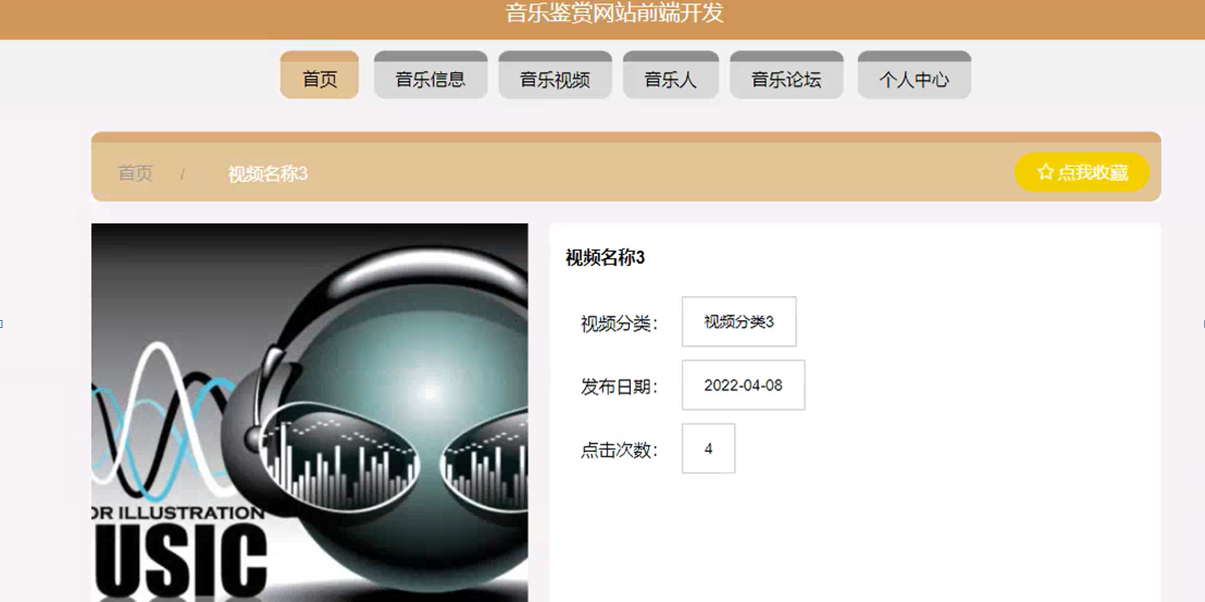 音乐鉴赏网站前端开发
首页 音乐信息 音乐视频 音乐人 音乐论坛 个人中心
首页 / 视频名称3 ☆点我收藏
视频名称3
视频分类： 视频分类3
发布日期： 2022-04-08
点击次数： 4
OR ILLUSTRATION
USIC